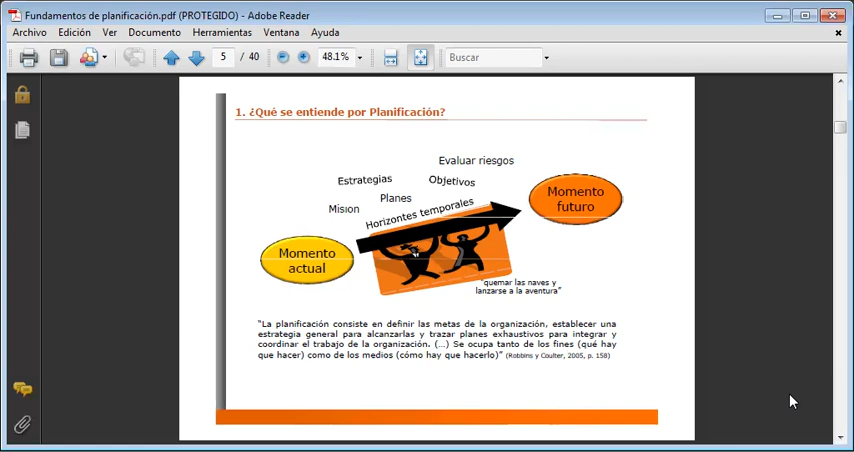 Fundamentos de planificación.pdf (PROTEGIDO) - Adobe Reader
Archivo Edición Ver Documento Herramientas Ventana Ayuda
5 / 40 48.1% Buscar
1. ¿Qué se entiende por Planificación?
Evaluar riesgos
Estrategias
Objetivos
Planes
Misión
Horizontes temporales
Momento
futuro
Momento
actual
"quemar las naves y
lanzarse a la aventura"
"La planificación consiste en definir las metas de la organización, establecer una
estrategia general para alcanzarlas y trazar planes exhaustivos para integrar y
coordinar el trabajo de la organización. (...) Se ocupa tanto de los fines (qué hay
que hacer) como de los medios (cómo hay que hacerlo)" (Robbins y Coulter, 2005, p. 158)